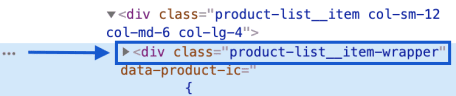 ▼<div class="product-list__item col-sm-12
col-md-6 col-lg-4">
... ▶<div class="product-list__item-wrapper"
data-product-ic="
{